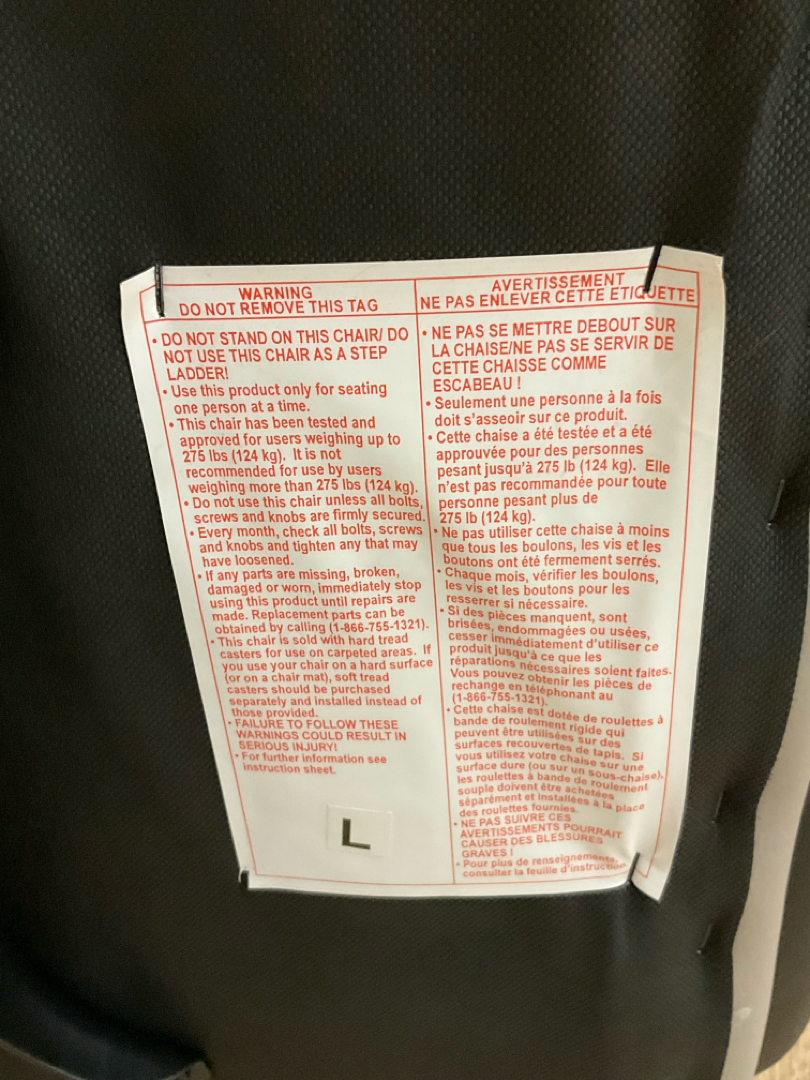 WARNING
DO NOT REMOVE THIS TAG
• DO NOT STAND ON THIS CHAIR/ DO
NOT USE THIS CHAIR AS A STEP
LADDER!
• Use this product only for seating
one person at a time.
• This chair has been tested and
approved for users weighing up to
275 lbs (124 kg). It is not
recommended for use by users
weighing more than 275 lbs (124 kg).
• Do not use this chair unless all bolts,
screws and knobs are firmly secured.
• Every month, check all bolts, screws
and knobs and tighten any that may
have loosened.
• If any parts are missing, broken,
damaged or worn, immediately stop
using this product until repairs are
made. Replacement parts can be
obtained by calling (1-866-755-1321).
• This chair is sold with hard tread
casters for use on carpeted areas. If
you use your chair on a hard surface
(or on a chair mat), soft tread
casters should be purchased
separately and installed instead of
those provided.
• FAILURE TO FOLLOW THESE
WARNINGS COULD RESULT IN
SERIOUS INJURY!
• For further information see
instruction sheet.
L
AVERTISSEMENT
NE PAS ENLEVER CETTE ETIQUETTE
• NE PAS SE METTRE DEBOUT SUR
LA CHAISE/NE PAS SE SERVIR DE
CETTE CHAISSE COMME
ESCABEAU !
• Seulement une personne à la fois
doit s'asseoir sur ce produit.
• Cette chaise a été testée et a été
approuvée pour des personnes
pesant jusqu'à 275 lb (124 kg). Elle
n'est pas recommandée pour toute
personne pesant plus de
275 lb (124 kg).
• Ne pas utiliser cette chaise à moins
que tous les boulons, les vis et les
boutons ont été fermement serrés.
• Chaque mois, vérifier les boulons,
les vis et les boutons pour les
resserrer si nécessaire.
• Si des pièces manquent, sont
brisées, endommagées ou usées,
cesser immédiatement d'utiliser ce
produit jusqu'à ce que les
réparations nécessaires soient faites.
Vous pouvez obtenir les pièces de
rechange en téléphonant au
(1-866-755-1321).
• Cette chaise est dotée de roulettes à
bande de roulement rigide qui
peuvent être utilisées sur des
surfaces recouvertes de tapis. Si
vous utilisez votre chaise sur une
surface dure (ou sur un sous-chaise),
les roulettes à bande de roulement
souple doivent être achetées
séparément et installées à la place
des roulettes fournies.
• NE PAS SUIVRE CES
AVERTISSEMENTS POURRAIT
CAUSER DES BLESSURES
GRAVES !
• Pour plus de renseignements,
consulter la feuille d'instruction.